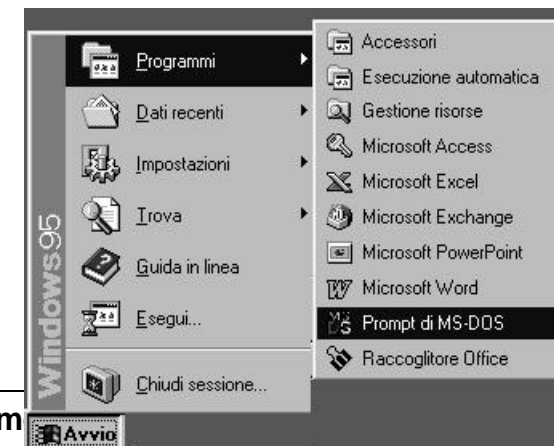 Windows95
Programmi
Dati recenti
Impostazioni
Trova
Guida in linea
Esegui...
Chiudi sessione...
Accessori
Esecuzione automatica
Gestione risorse
Microsoft Access
Microsoft Excel
Microsoft Exchange
Microsoft PowerPoint
Microsoft Word
Prompt di MS-DOS
Raccoglitore Office
m
Avvio